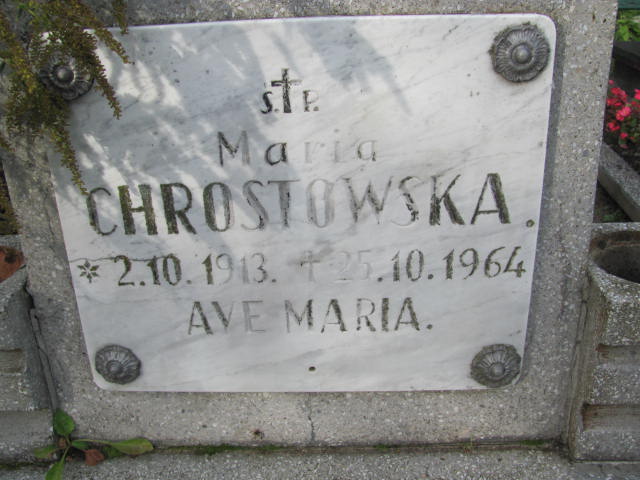 Ś.†P.
Maria
CHROSTOWSKA.
* 2.10.1913. † 25.10.1964
AVE MARIA.